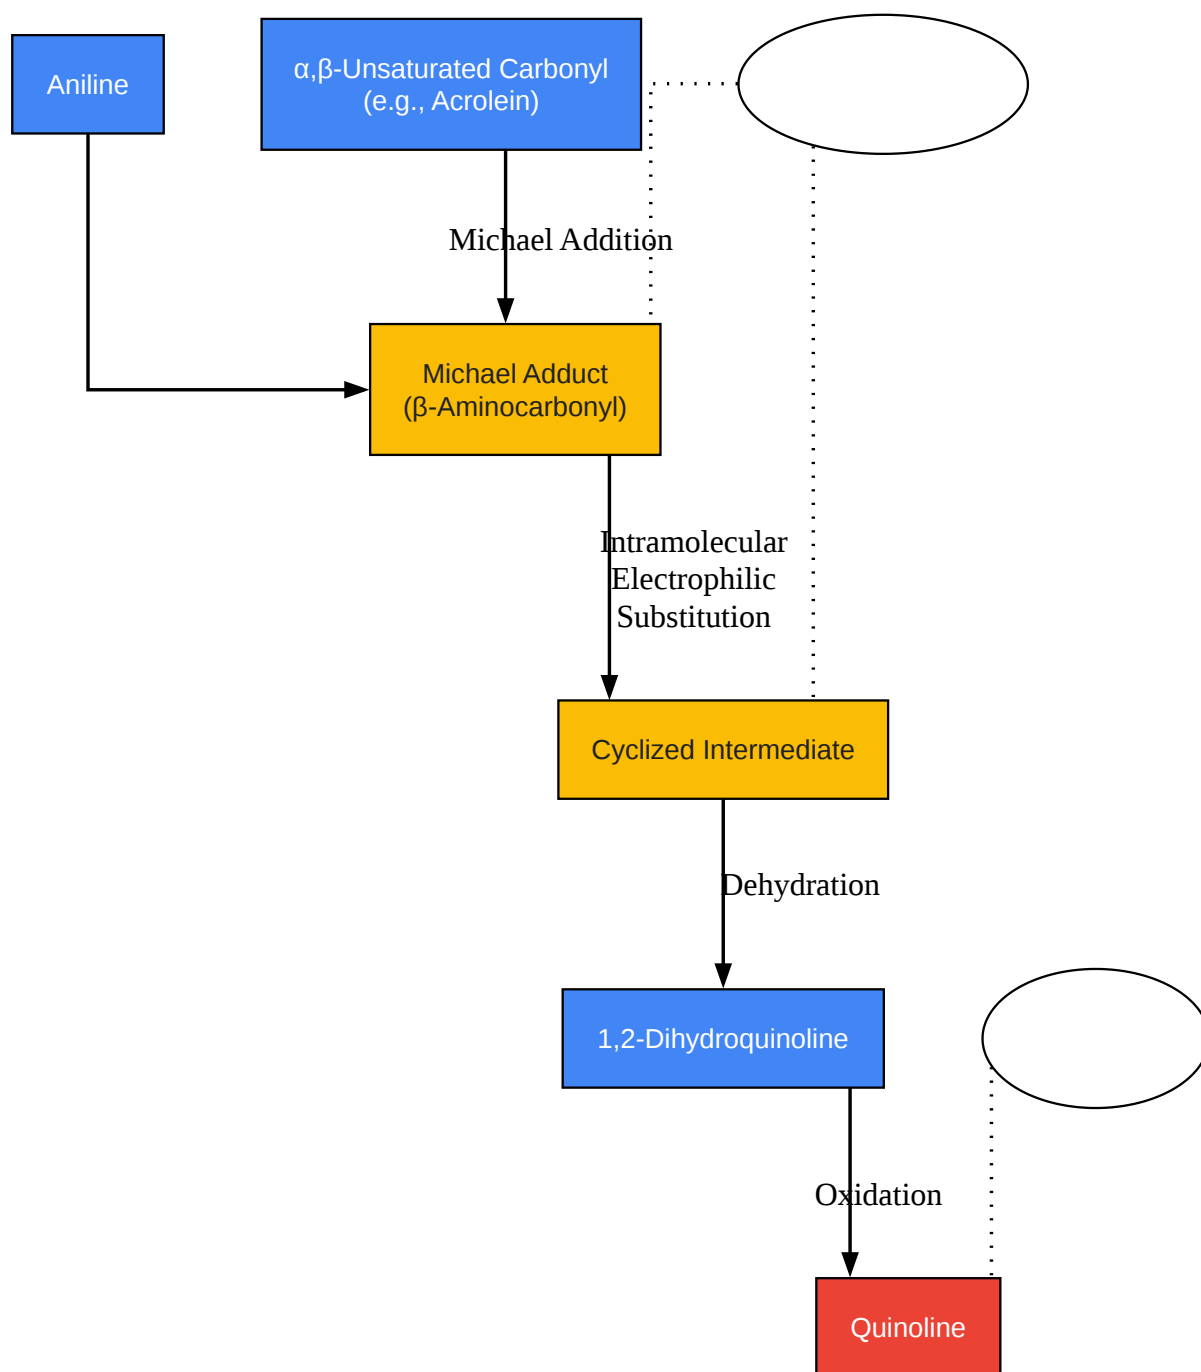 Aniline
α,β-Unsaturated Carbonyl
(e.g., Acrolein)
Michael Addition
Michael Adduct
(β-Aminocarbonyl)
Intramolecular
Electrophilic
Substitution
Cyclized Intermediate
Dehydration
1,2-Dihydroquinoline
Oxidation
Quinoline